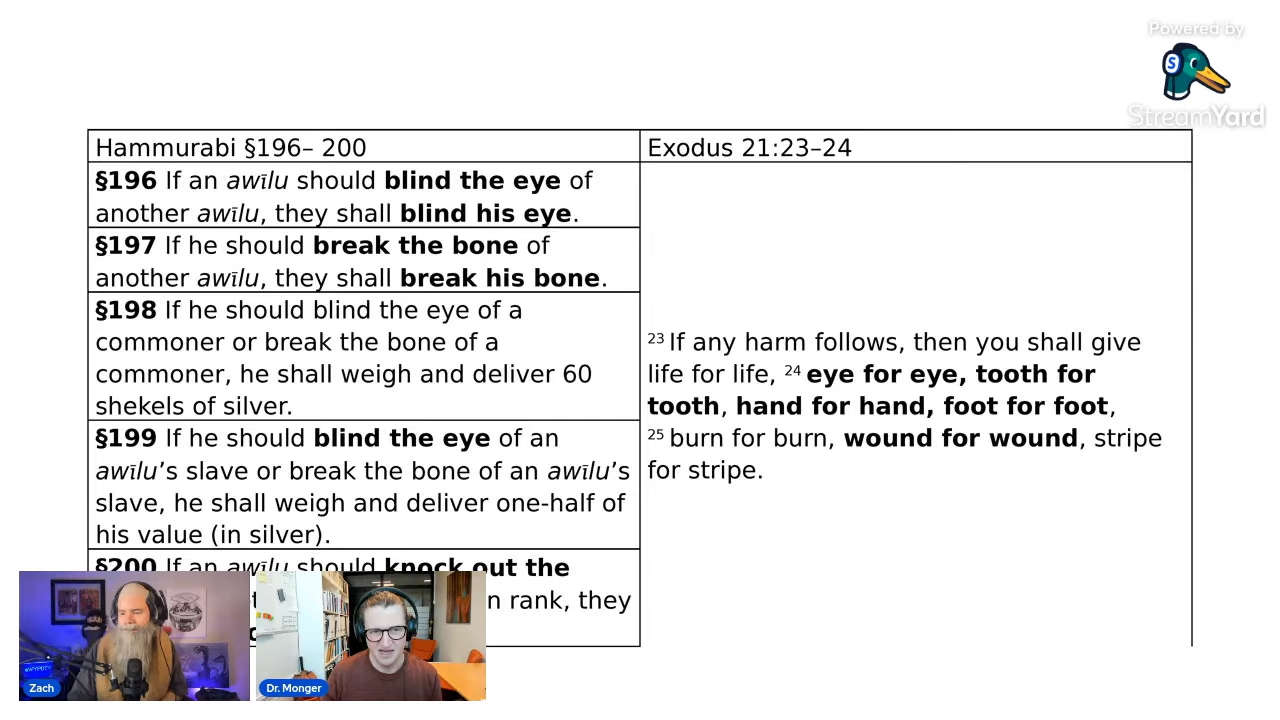 Powered by
S
StreamYard
Hammurabi §196– 200
Exodus 21:23–24
§196 If an awīlu should blind the eye of
another awīlu, they shall blind his eye.
§197 If he should break the bone of
another awīlu, they shall break his bone.
§198 If he should blind the eye of a
commoner or break the bone of a
commoner, he shall weigh and deliver 60
shekels of silver.
§199 If he should blind the eye of an
awīlu’s slave or break the bone of an awīlu’s
slave, he shall weigh and deliver one-half of
his value (in silver).
§200 If an awīlu should knock out the
rank, they
23 If any harm follows, then you shall give
life for life, 24 eye for eye, tooth for
tooth, hand for hand, foot for foot,
25 burn for burn, wound for wound, stripe
for stripe.
Zach
Dr. Monger